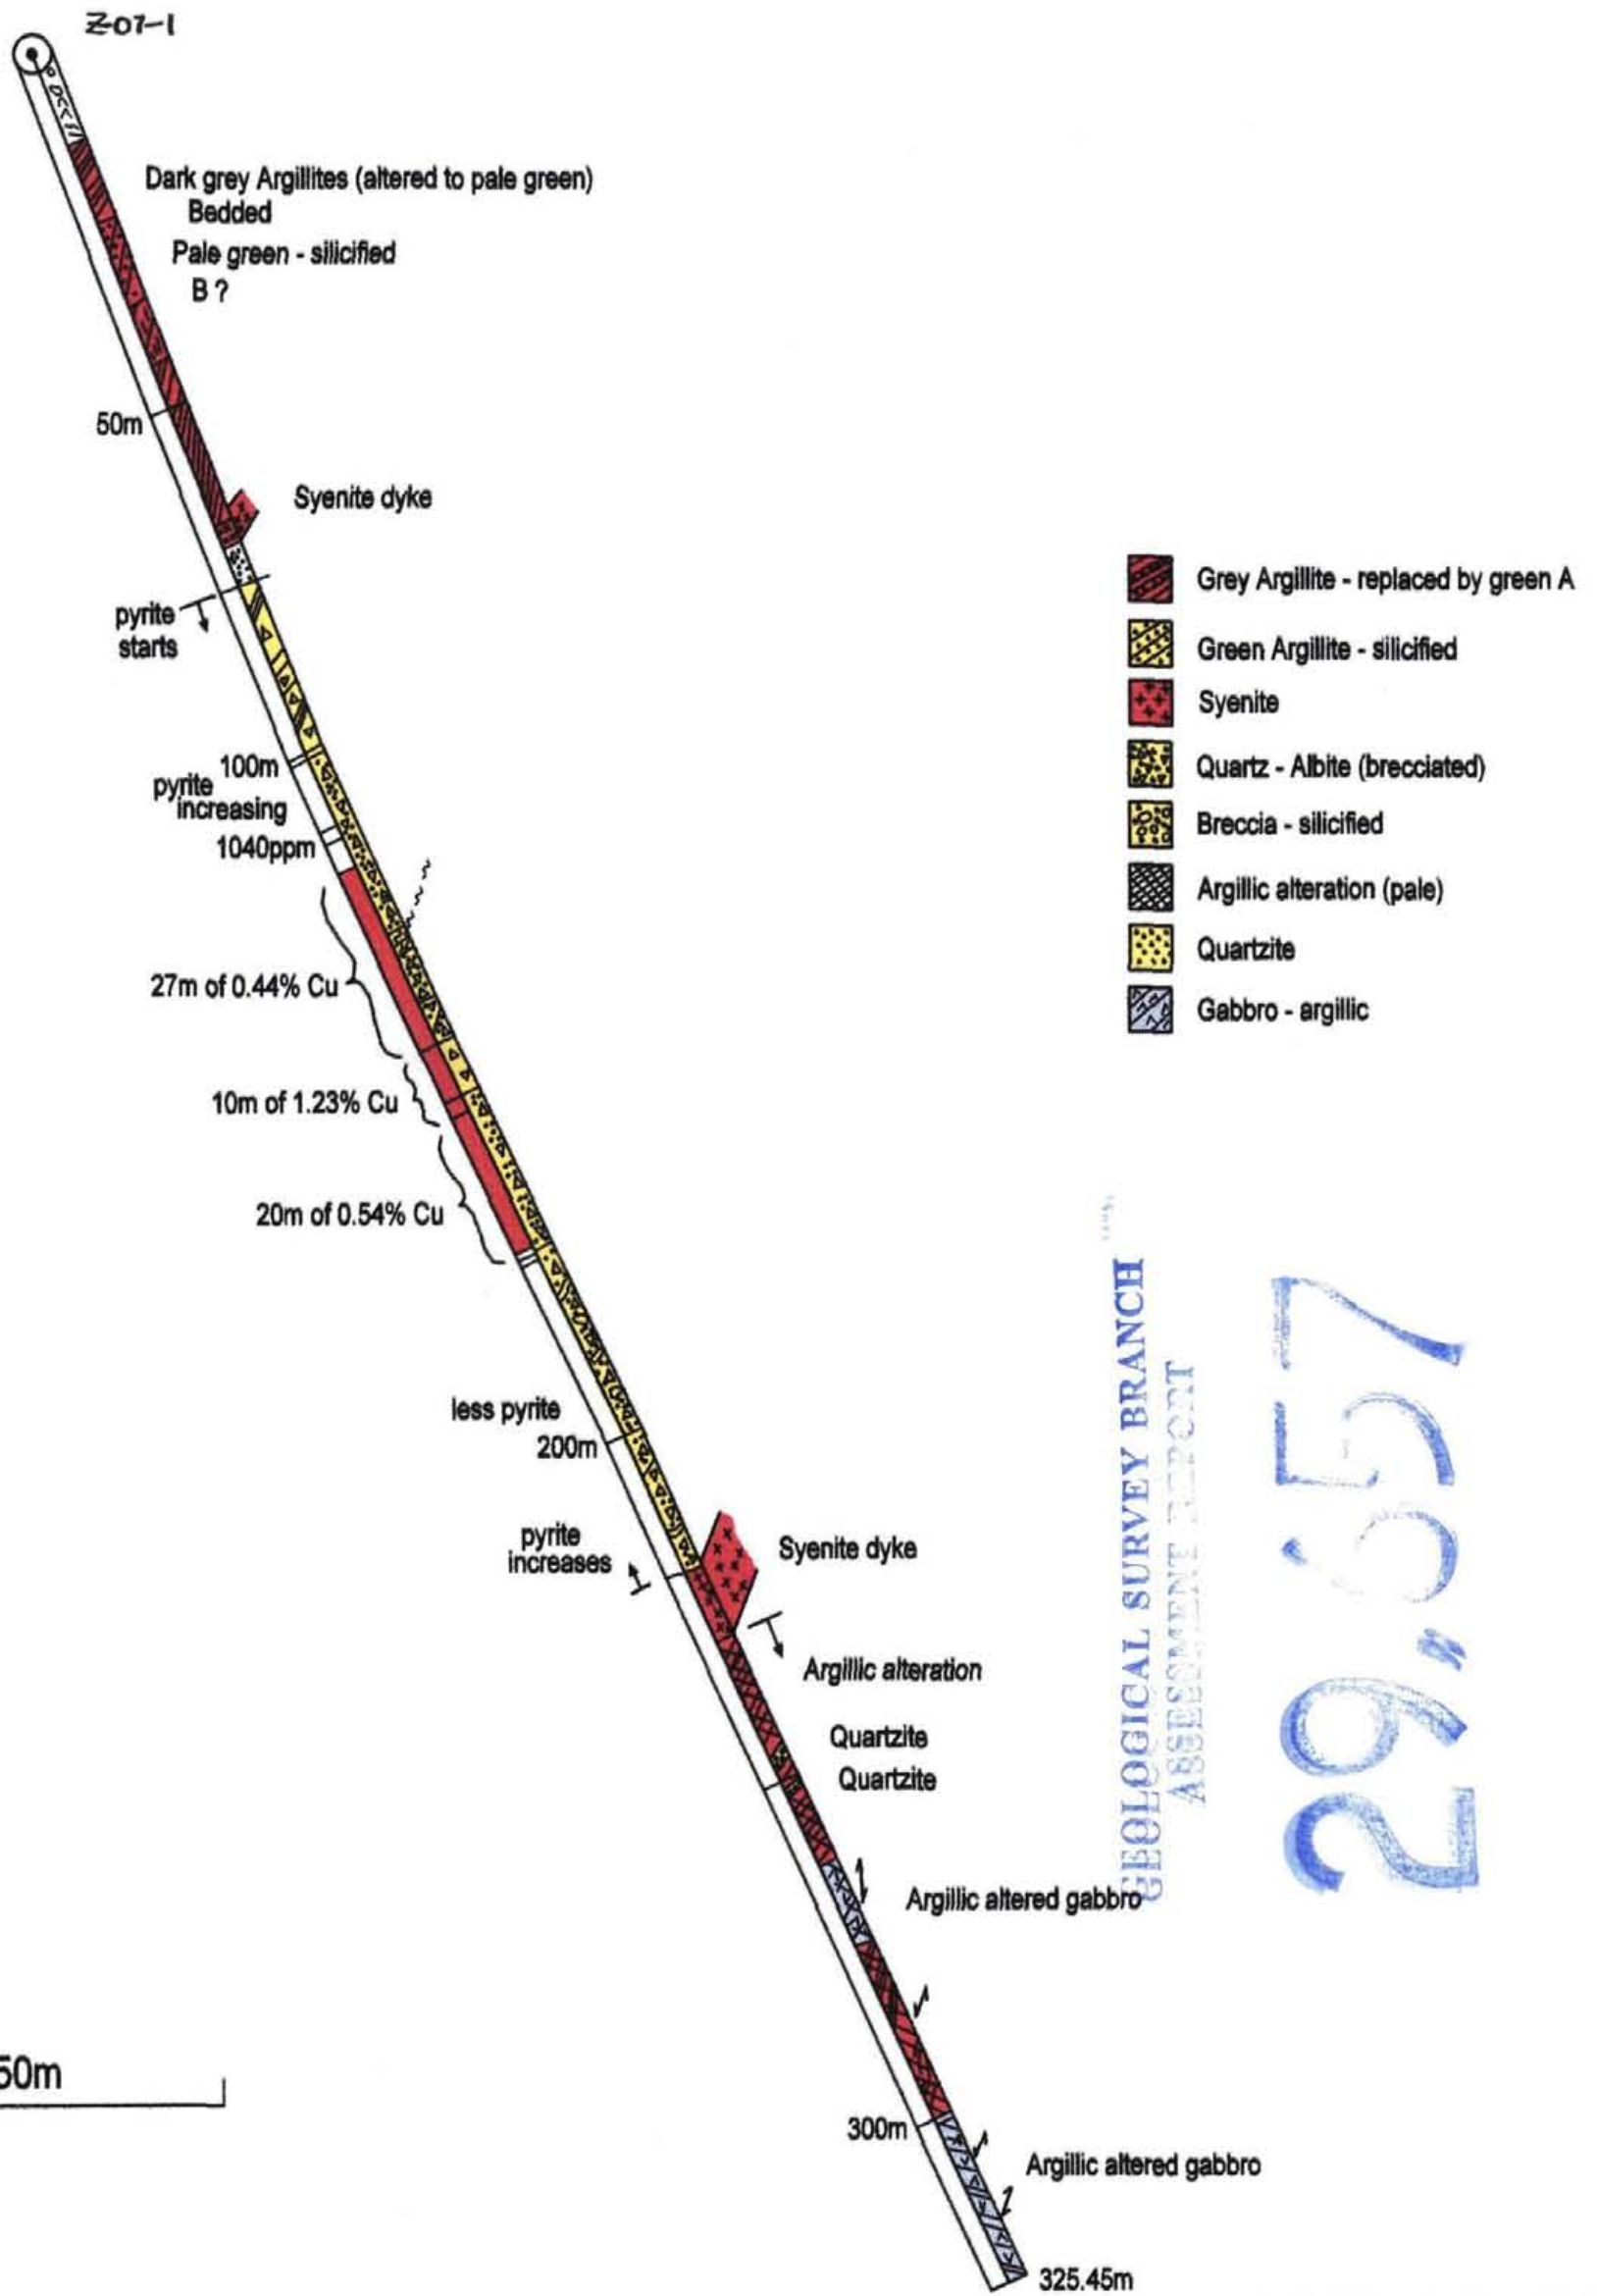 Z07-1
Dark grey Argillites (altered to pale green)
Bedded
Pale green - silicified
B ?
50m
Syenite dyke
pyrite
starts
100m
pyrite
increasing
1040ppm
27m of 0.44% Cu
10m of 1.23% Cu
20m of 0.54% Cu
less pyrite
200m
pyrite
increases
Syenite dyke
Argillic alteration
Quartzite
Quartzite
Argillic altered gabbro
300m
Argillic altered gabbro
325.45m
50m
Grey Argillite - replaced by green A
Green Argillite - silicified
Syenite
Quartz - Albite (brecciated)
Breccia - silicified
Argillic alteration (pale)
Quartzite
Gabbro - argillic
GEOLOGICAL SURVEY BRANCH
ASSESSMENT REPORT
29,657